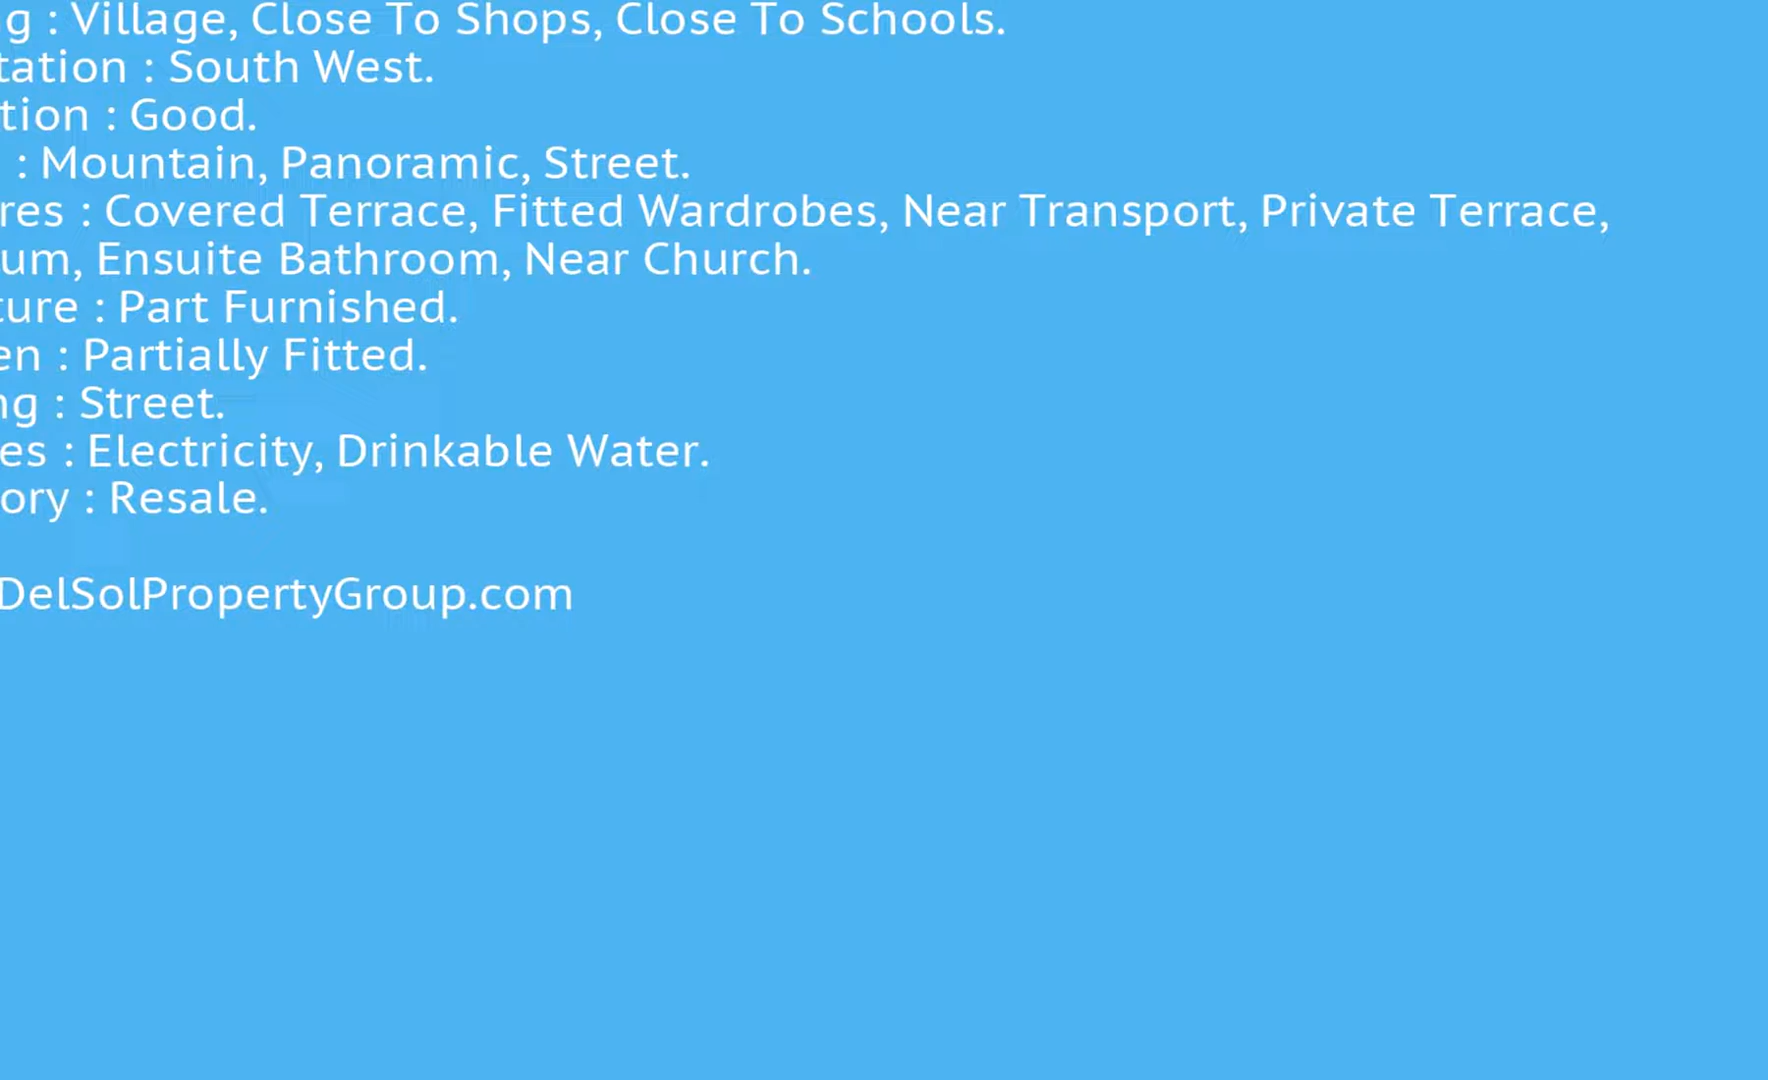 g : Village, Close To Shops, Close To Schools.
tation : South West.
tion : Good.
: Mountain, Panoramic, Street.
res : Covered Terrace, Fitted Wardrobes, Near Transport, Private Terrace,
um, Ensuite Bathroom, Near Church.
ture : Part Furnished.
en : Partially Fitted.
ng : Street.
es : Electricity, Drinkable Water.
ory : Resale.
DelSolPropertyGroup.com